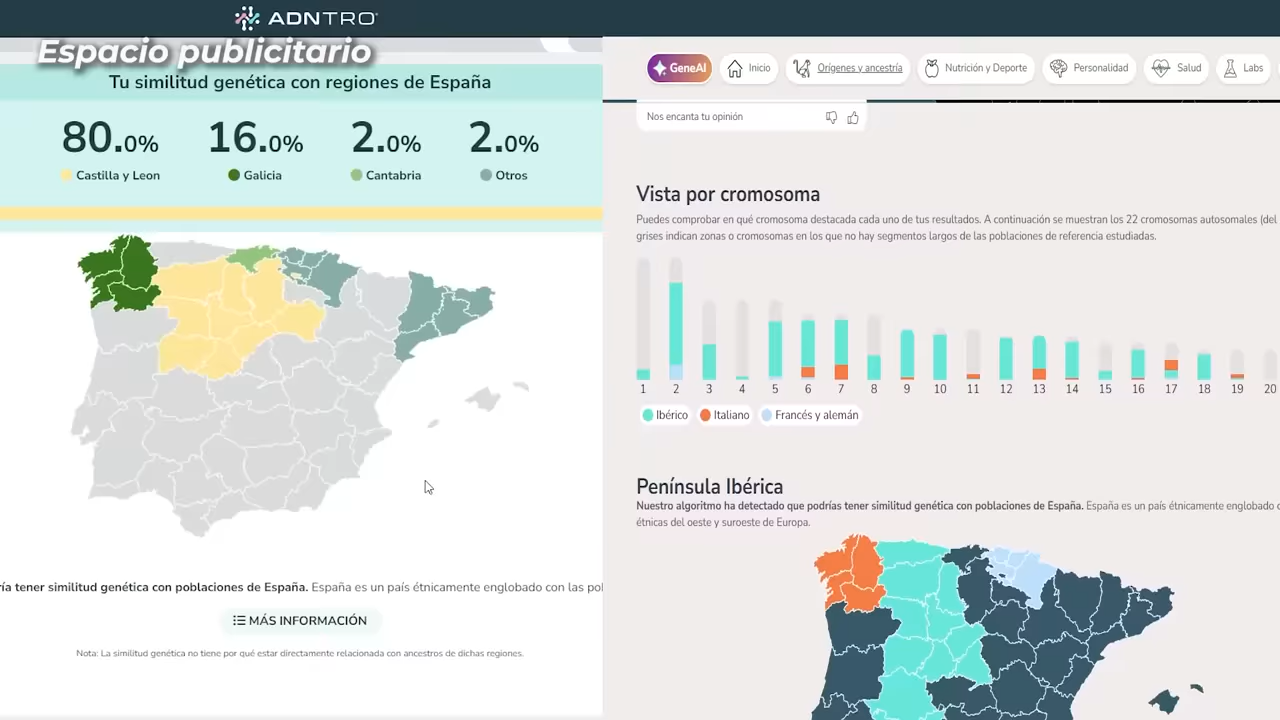 ADNTRO
Espacio publicitario
Tu similitud genética con regiones de España
80.0% 16.0% 2.0% 2.0%
Castilla y Leon Galicia Cantabria Otros
ía tener similitud genética con poblaciones de España. España es un país étnicamente englobado con las pob
MÁS INFORMACIÓN
Nota: La similitud genética no tiene por qué estar directamente relacionada con ancestros de dichas regiones.
GeneAI Inicio Orígenes y ancestría Nutrición y Deporte Personalidad Salud Labs
Nos encanta tu opinión
Vista por cromosoma
Puedes comprobar en qué cromosoma destacada cada uno de tus resultados. A continuación se muestran los 22 cromosomas autosomales (del
grises indican zonas o cromosomas en los que no hay segmentos largos de las poblaciones de referencia estudiadas.
1 2 3 4 5 6 7 8 9 10 11 12 13 14 15 16 17 18 19 20
Ibérico Italiano Francés y alemán
Península Ibérica
Nuestro algoritmo ha detectado que podrías tener similitud genética con poblaciones de España. España es un país étnicamente englobado
étnicas del oeste y suroeste de Europa.